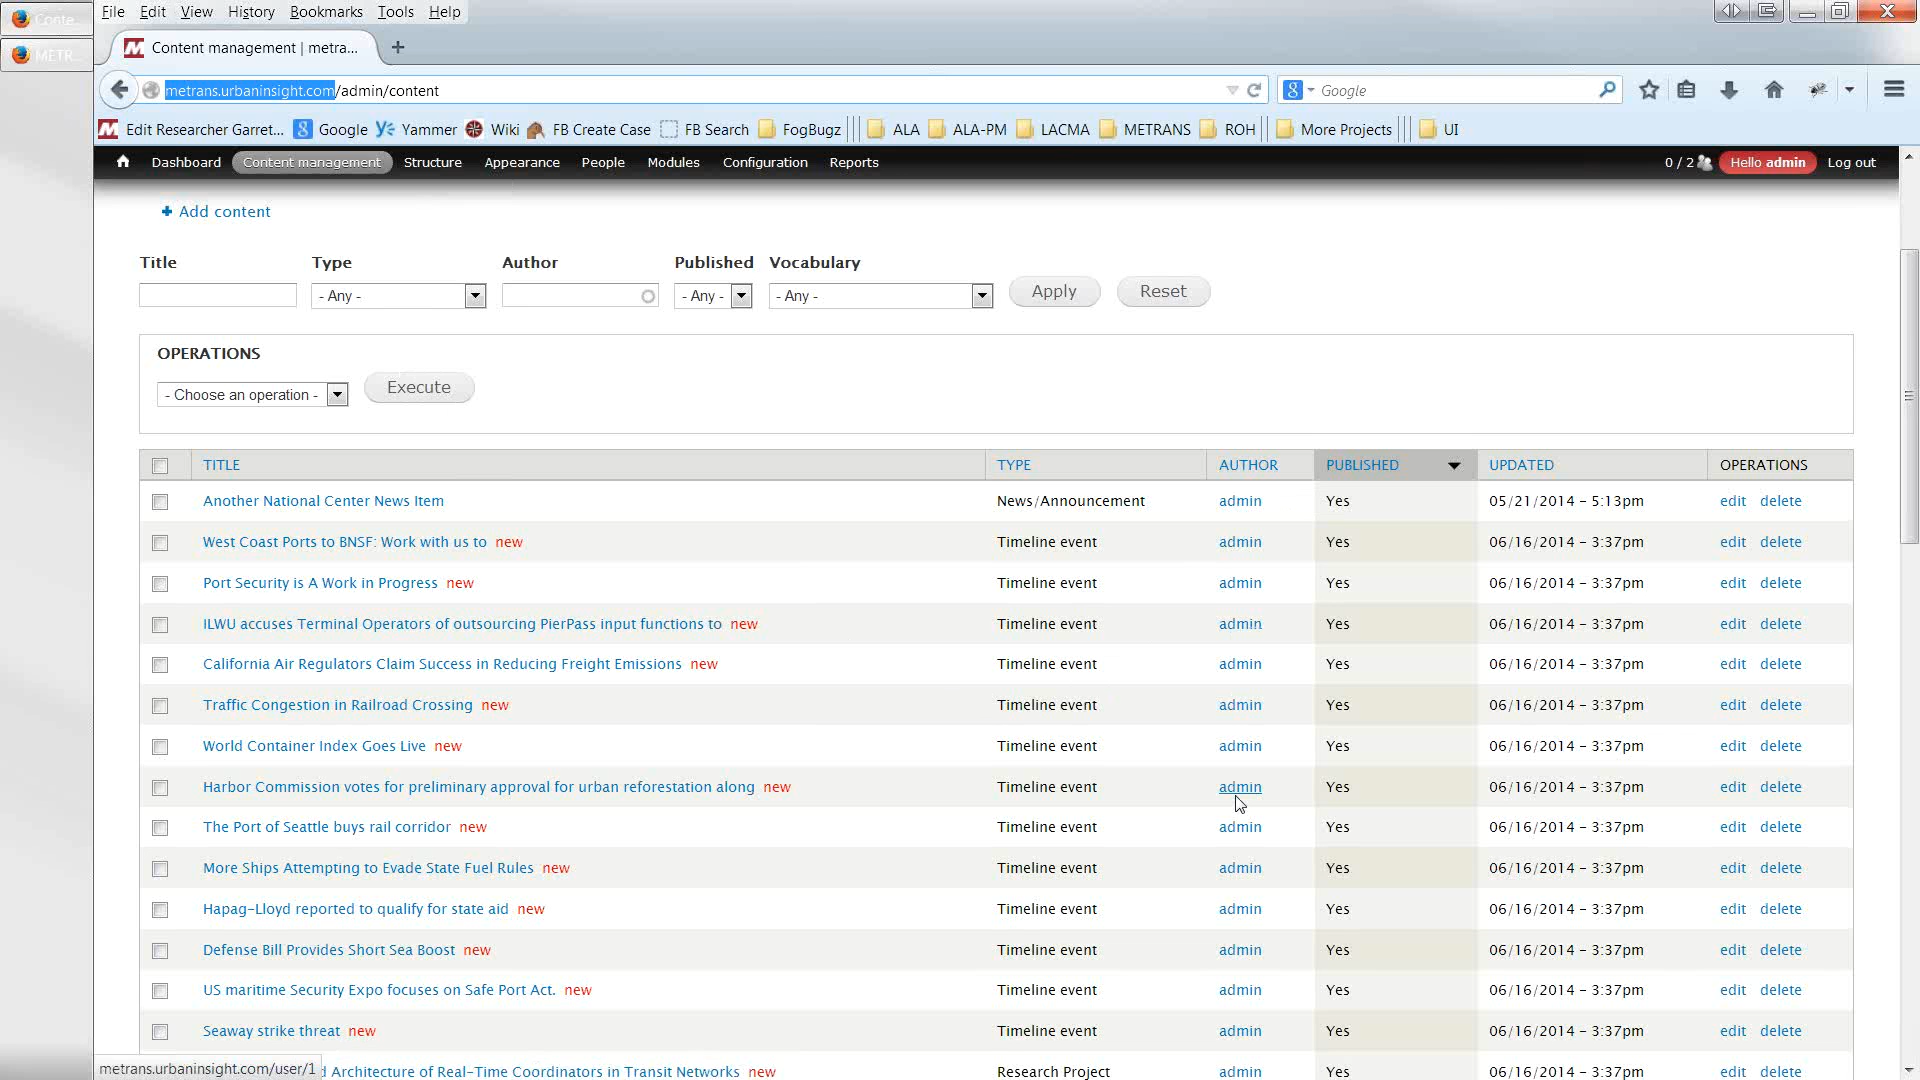 File Edit View History Bookmarks Tools Help
Conte
METR
Content management | metra...
metrans.urbaninsight.com/admin/content
Google
Edit Researcher Garret... Google Yammer Wiki FB Create Case FB Search FogBugz ALA ALA-PM LACMA METRANS ROH More Projects UI
Dashboard Content management Structure Appearance People Modules Configuration Reports 0 / 2 Hello admin Log out
+ Add content
Title Type Author Published Vocabulary
- Any - - Any - - Any - Apply Reset
OPERATIONS
- Choose an operation - Execute
TITLE TYPE AUTHOR PUBLISHED UPDATED OPERATIONS
Another National Center News Item News/Announcement admin Yes 05/21/2014 - 5:13pm edit delete
West Coast Ports to BNSF: Work with us to new Timeline event admin Yes 06/16/2014 - 3:37pm edit delete
Port Security is A Work in Progress new Timeline event admin Yes 06/16/2014 - 3:37pm edit delete
ILWU accuses Terminal Operators of outsourcing PierPass input functions to new Timeline event admin Yes 06/16/2014 - 3:37pm edit delete
California Air Regulators Claim Success in Reducing Freight Emissions new Timeline event admin Yes 06/16/2014 - 3:37pm edit delete
Traffic Congestion in Railroad Crossing new Timeline event admin Yes 06/16/2014 - 3:37pm edit delete
World Container Index Goes Live new Timeline event admin Yes 06/16/2014 - 3:37pm edit delete
Harbor Commission votes for preliminary approval for urban reforestation along new Timeline event admin Yes 06/16/2014 - 3:37pm edit delete
The Port of Seattle buys rail corridor new Timeline event admin Yes 06/16/2014 - 3:37pm edit delete
More Ships Attempting to Evade State Fuel Rules new Timeline event admin Yes 06/16/2014 - 3:37pm edit delete
Hapag-Lloyd reported to qualify for state aid new Timeline event admin Yes 06/16/2014 - 3:37pm edit delete
Defense Bill Provides Short Sea Boost new Timeline event admin Yes 06/16/2014 - 3:37pm edit delete
US maritime Security Expo focuses on Safe Port Act. new Timeline event admin Yes 06/16/2014 - 3:37pm edit delete
Seaway strike threat new Timeline event admin Yes 06/16/2014 - 3:37pm edit delete
Architecture of Real-Time Coordinators in Transit Networks new Research Project admin Yes 06/16/2014 - 3:37pm edit delete
metrans.urbaninsight.com/user/1